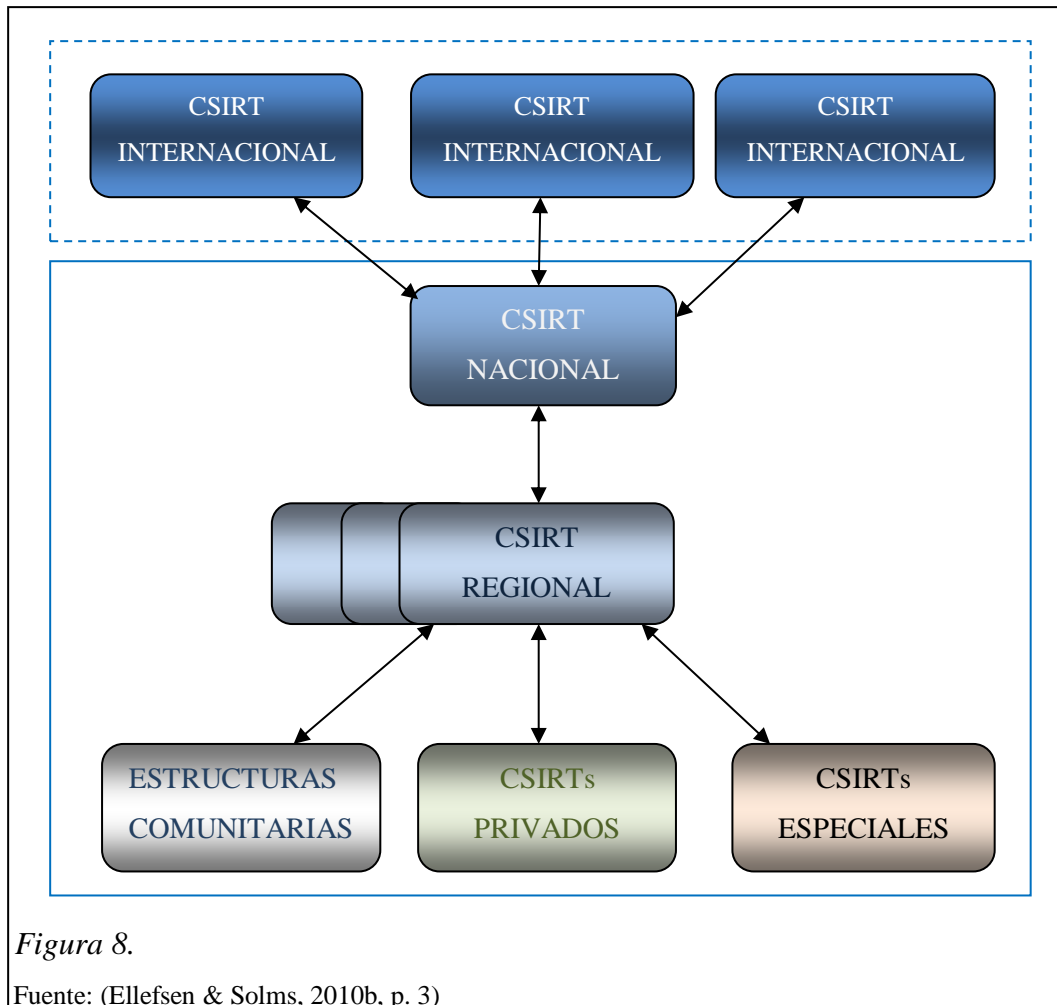 CSIRT
INTERNACIONAL
CSIRT
INTERNACIONAL
CSIRT
INTERNACIONAL
CSIRT
NACIONAL
CSIRT
REGIONAL
ESTRUCTURAS
COMUNITARIAS
CSIRTs
PRIVADOS
CSIRTs
ESPECIALES
Figura 8.
Fuente: (Ellefsen & Solms, 2010b, p. 3)